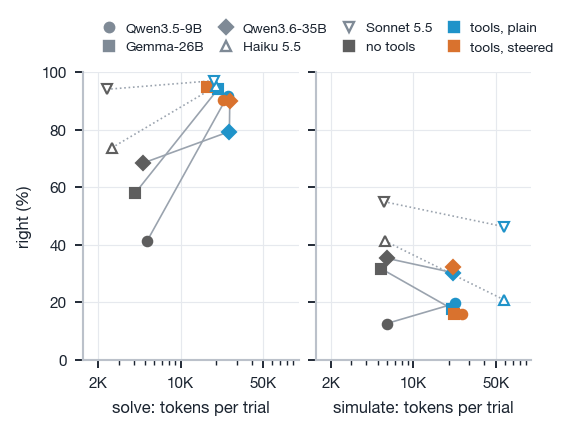 Qwen3.5-9B Qwen3.6-35B Sonnet 5.5 tools, plain
Gemma-26B Haiku 5.5 no tools tools, steered
100
80
60
40
20
0
right (%)
2K 10K 50K 2K 10K 50K
solve: tokens per trial simulate: tokens per trial